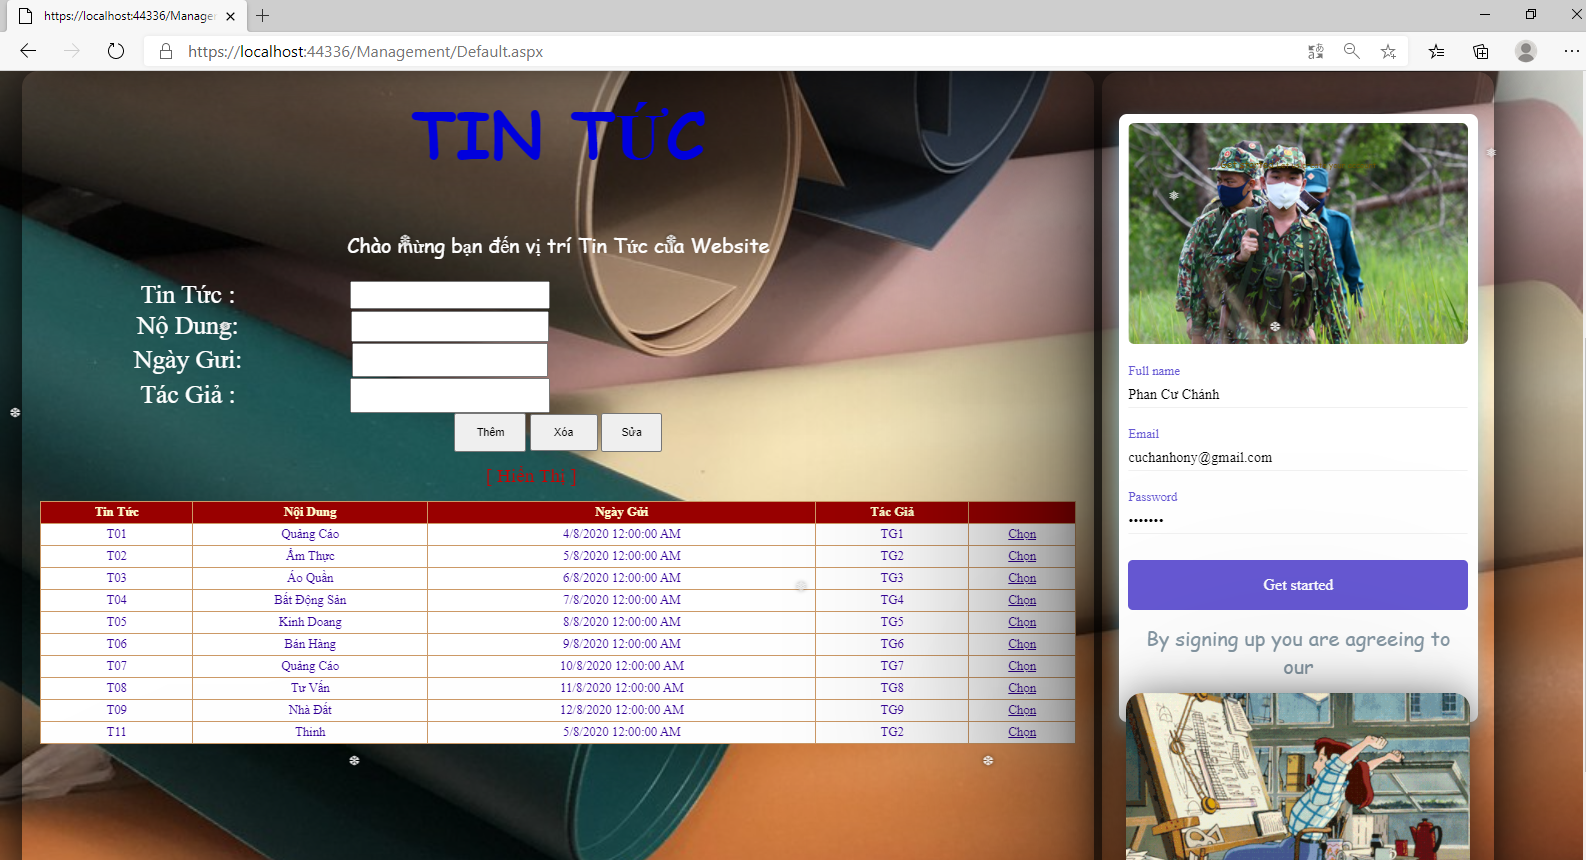 https://localhost:44336/Manage
https://localhost:44336/Management/Default.aspx
TIN TỨC
Chào mừng bạn đến vị trí Tin Tức của Website
Tin Tức :
Nộ Dung:
Ngày Gưi:
Tác Giả :
Thêm Xóa Sửa
[ Hiển Thị ]
Tin Tức Nội Dung Ngày Gửi Tác Giả
T01 Quảng Cáo 4/8/2020 12:00:00 AM TG1 Chọn
T02 Ẩm Thực 5/8/2020 12:00:00 AM TG2 Chọn
T03 Áo Quần 6/8/2020 12:00:00 AM TG3 Chọn
T04 Bất Động Sản 7/8/2020 12:00:00 AM TG4 Chọn
T05 Kinh Doang 8/8/2020 12:00:00 AM TG5 Chọn
T06 Bán Hàng 9/8/2020 12:00:00 AM TG6 Chọn
T07 Quảng Cáo 10/8/2020 12:00:00 AM TG7 Chọn
T08 Tư Vấn 11/8/2020 12:00:00 AM TG8 Chọn
T09 Nhà Đất 12/8/2020 12:00:00 AM TG9 Chọn
T11 Thinh 5/8/2020 12:00:00 AM TG2 Chọn
Full name
Phan Cư Chánh
Email
cuchanhony@gmail.com
Password
•••••••
Get started
By signing up you are agreeing to
our